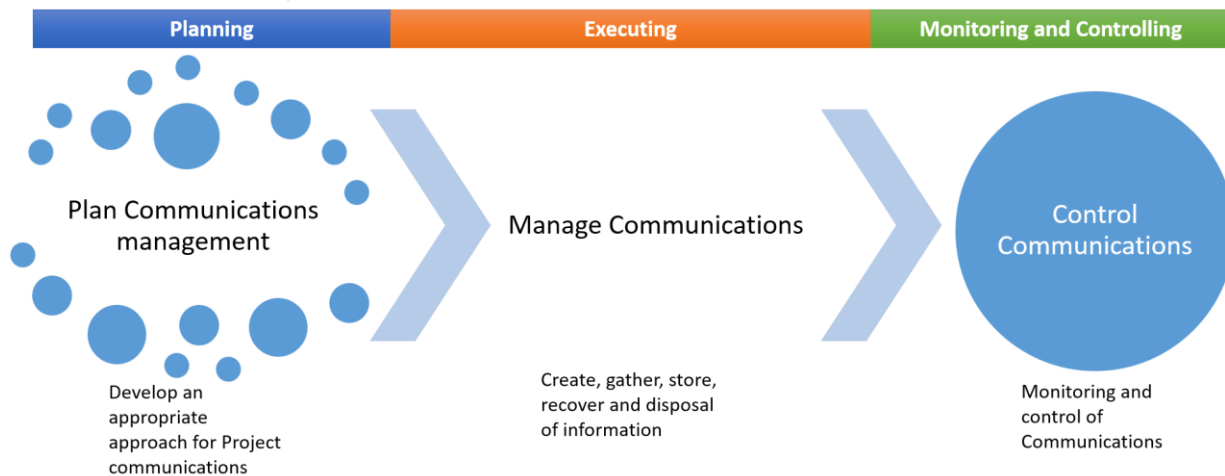 Planning
Executing
Monitoring and Controlling
Plan Communications
management
Manage Communications
Control
Communications
Develop an
appropriate
approach for Project
communications
Create, gather, store,
recover and disposal
of information
Monitoring and
control of
Communications